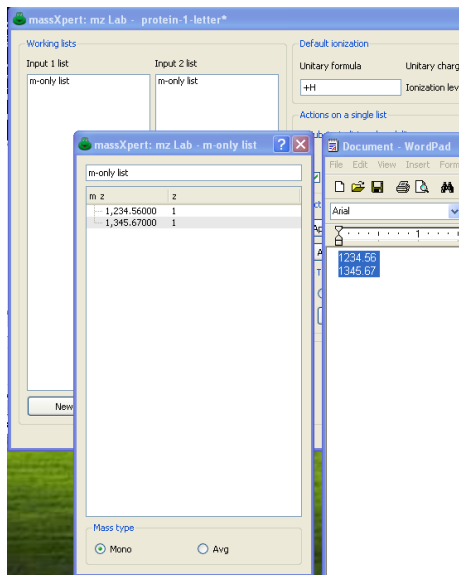 massXpert: mz Lab - protein-1-letter*
Working lists
Input 1 list
Input 2 list
m-only list
m-only list
Default ionization
Unitary formula
Unitary charg
+H
Ionization lev
Actions on a single list
massXpert: mz Lab - m-only list
m-only list
m z z
1,234.56000 1
1,345.67000 1
Mass type
Mono
Avg
New
Document - WordPad
File Edit View Insert Form
Arial
1
1234.56
1345.67